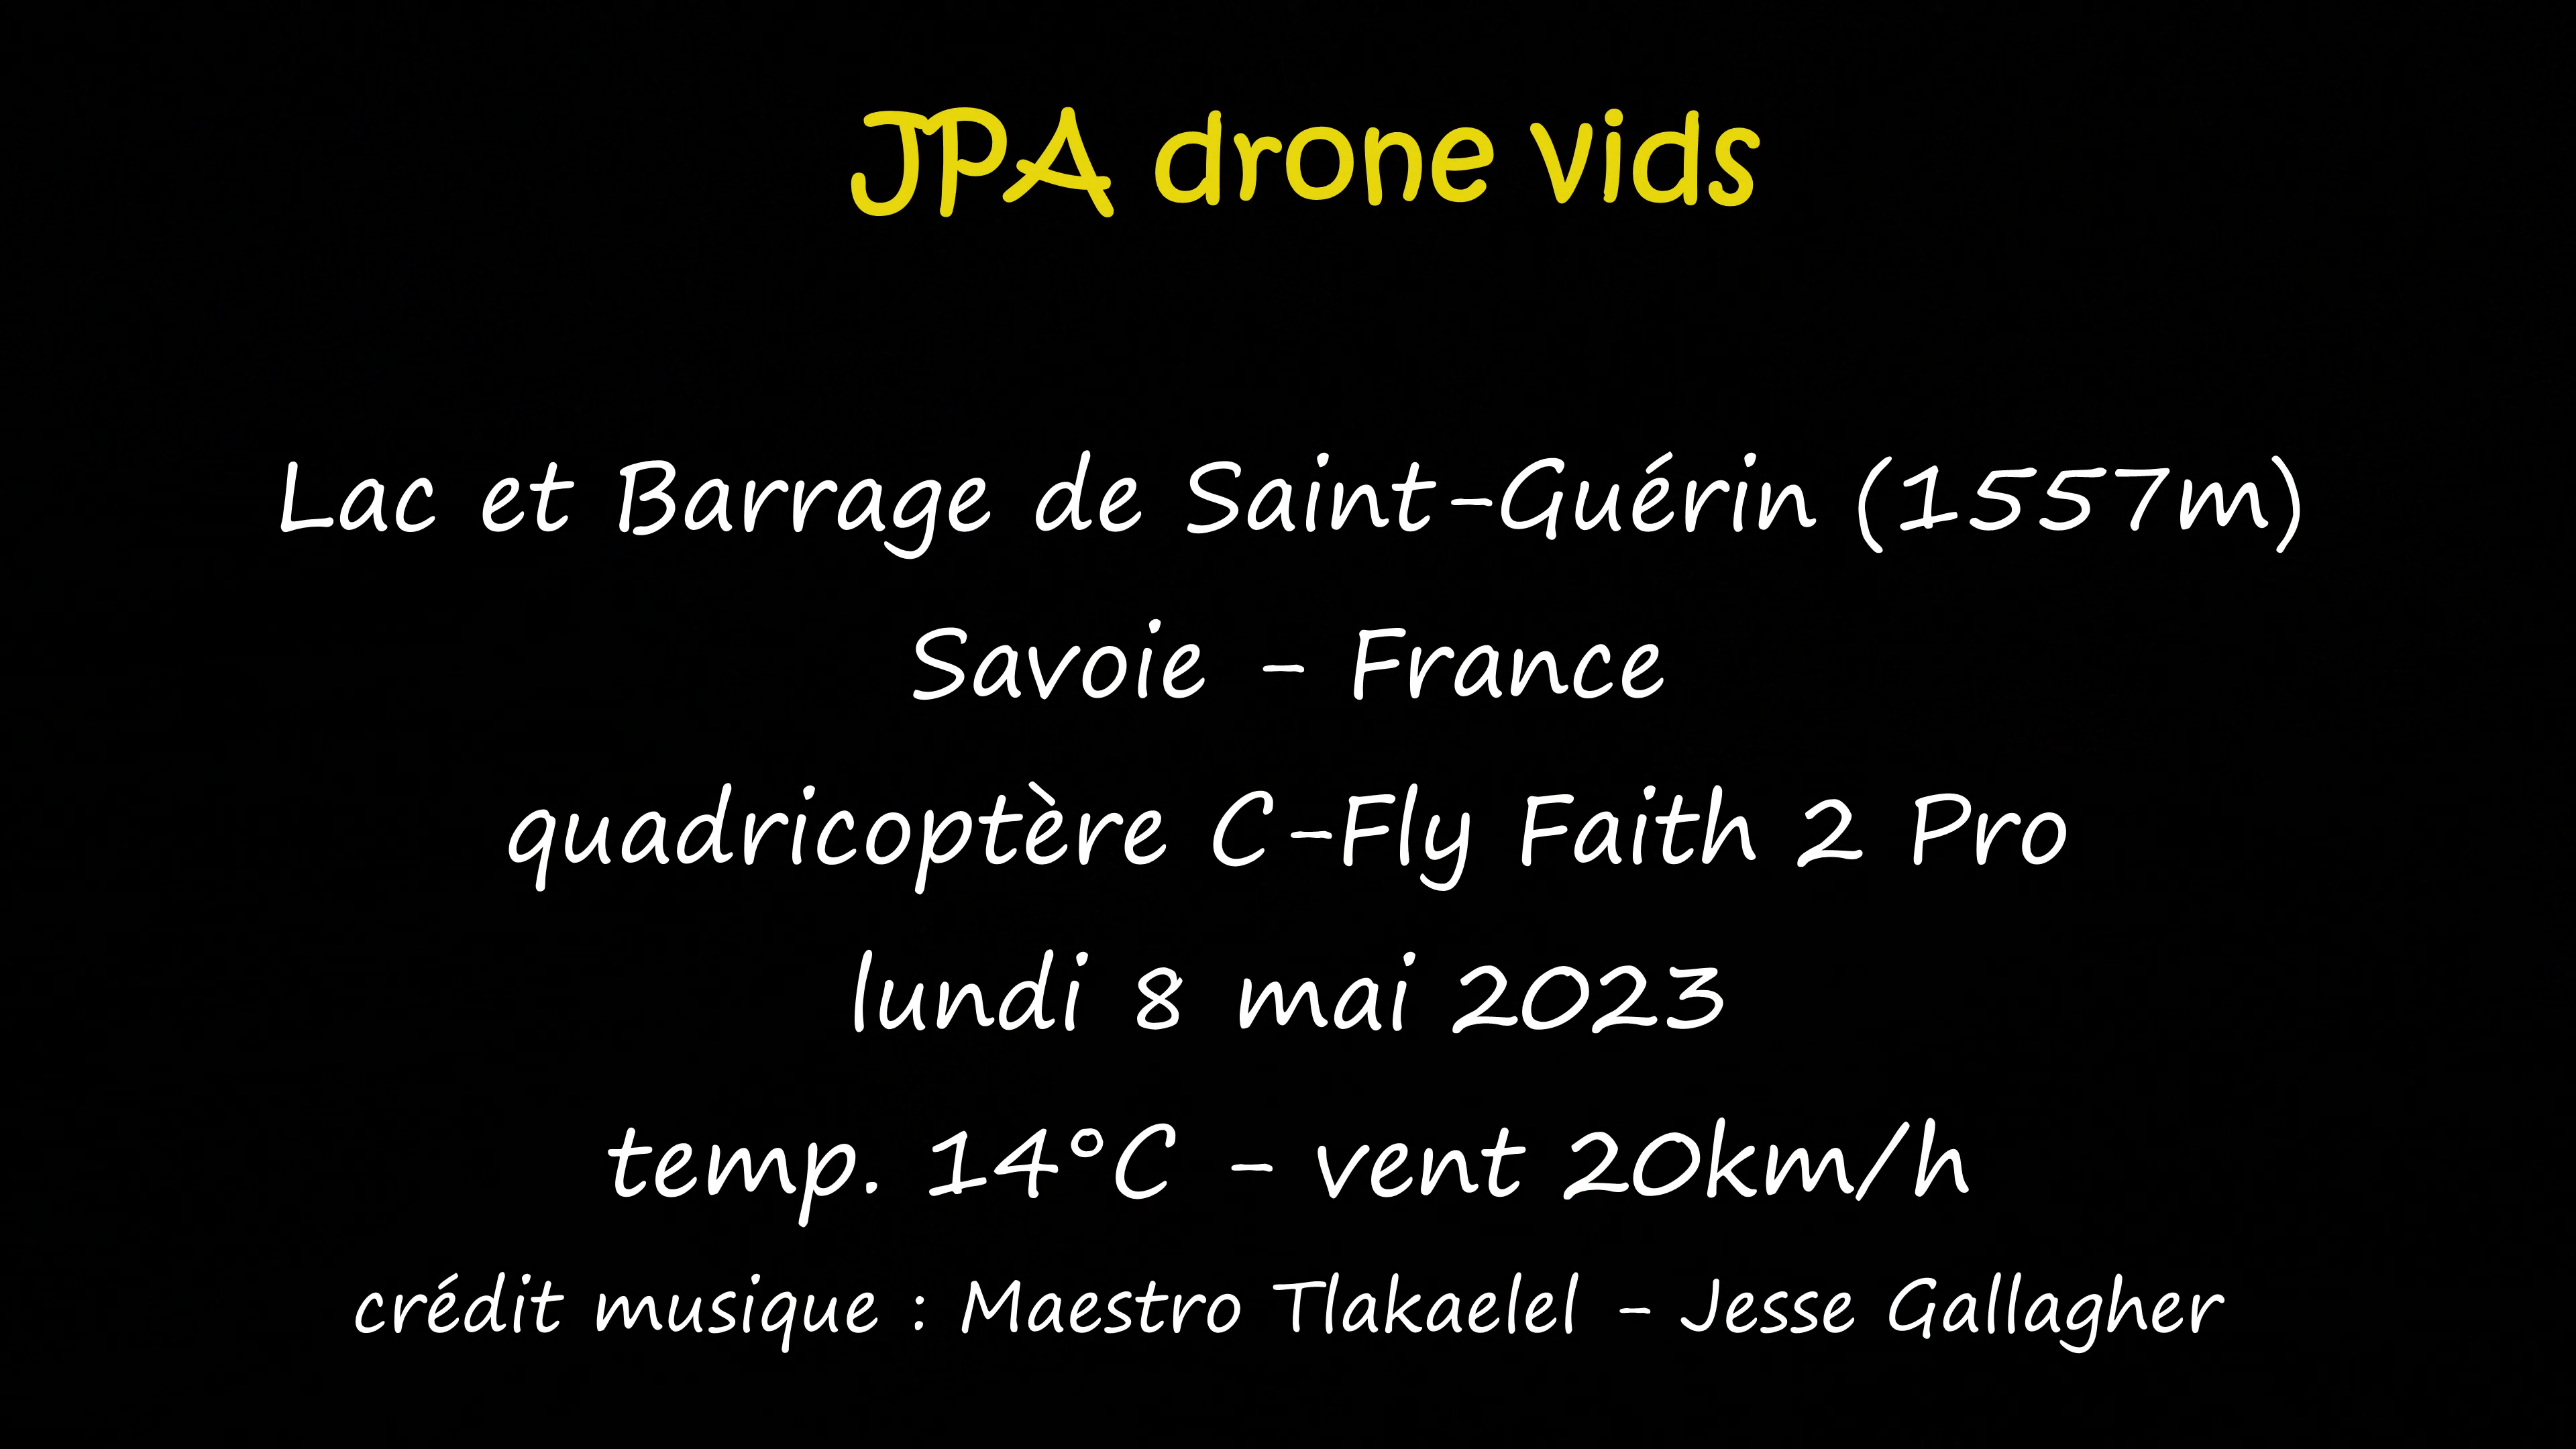 JPA drone vids
Lac et Barrage de Saint-Guérin (1557m)
Savoie - France
quadricoptère C-Fly Faith 2 Pro
lundi 8 mai 2023
temp. 14°C - vent 20km/h
crédit musique : Maestro Tlakaelel - Jesse Gallagher